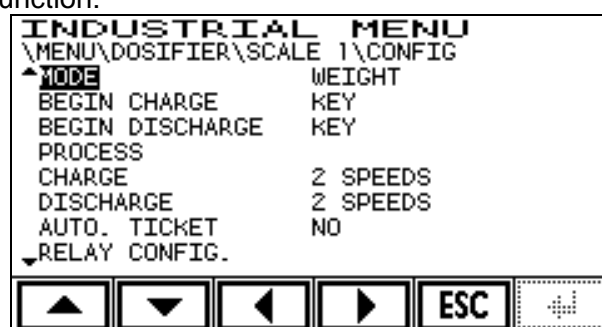 unction:
INDUSTRIAL MENU
\MENU\DOSIFIER\SCALE 1\CONFIG
MODE WEIGHT
BEGIN CHARGE KEY
BEGIN DISCHARGE KEY
PROCESS
CHARGE 2 SPEEDS
DISCHARGE 2 SPEEDS
AUTO. TICKET NO
RELAY CONFIG.
ESC